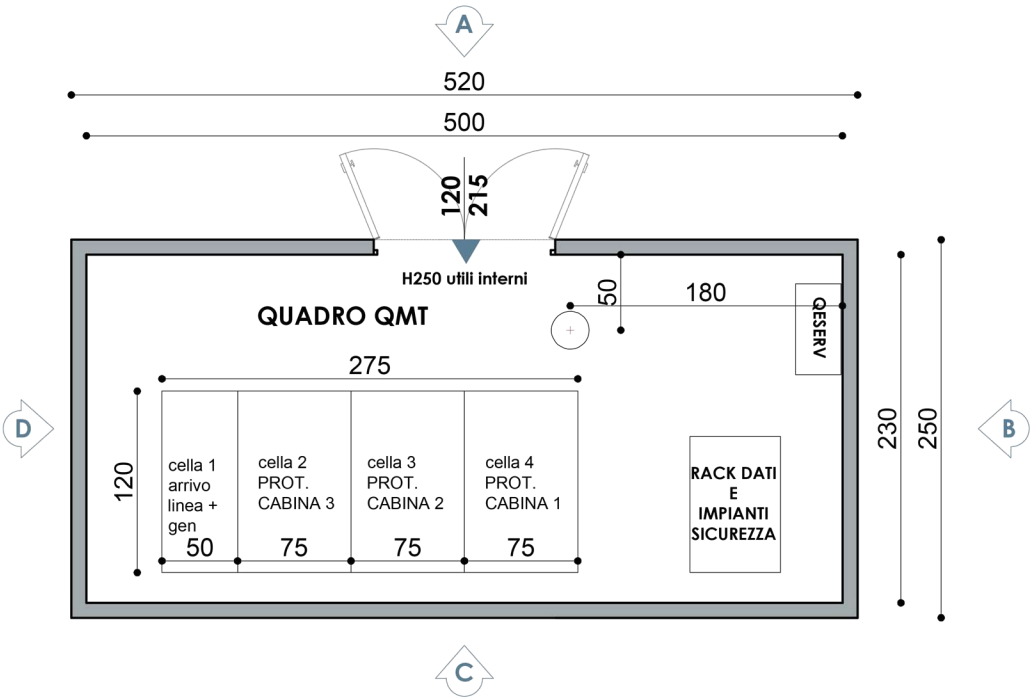 A
520
500
120
215
H250 utili interni
QUADRO QMT
50
180
QESERV
275
D
B
230
250
120
cella 1
arrivo
linea +
gen
cella 2
PROT.
CABINA 3
cella 3
PROT.
CABINA 2
cella 4
PROT.
CABINA 1
RACK DATI
E
IMPIANTI
SICUREZZA
50
75
75
75
C